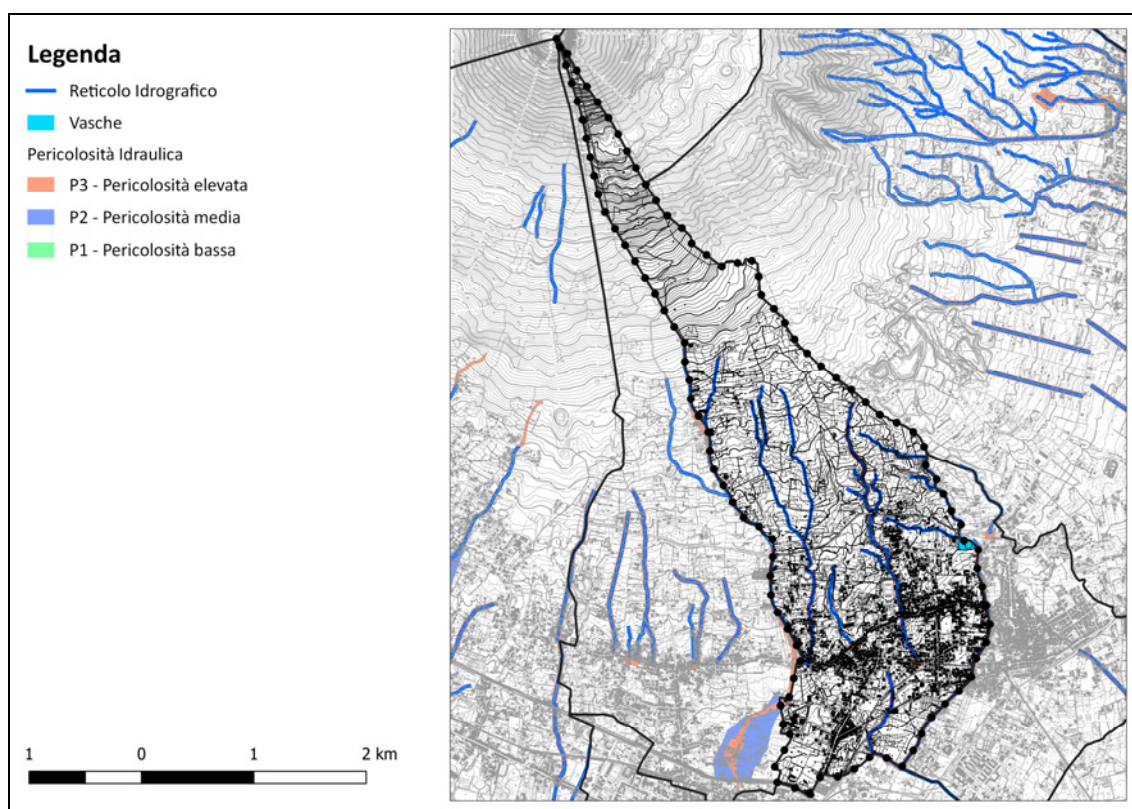 Legenda
Reticolo Idrografico
Vasche
Pericolosità Idraulica
P3 - Pericolosità elevata
P2 - Pericolosità media
P1 - Pericolosità bassa
1 0 1 2 km